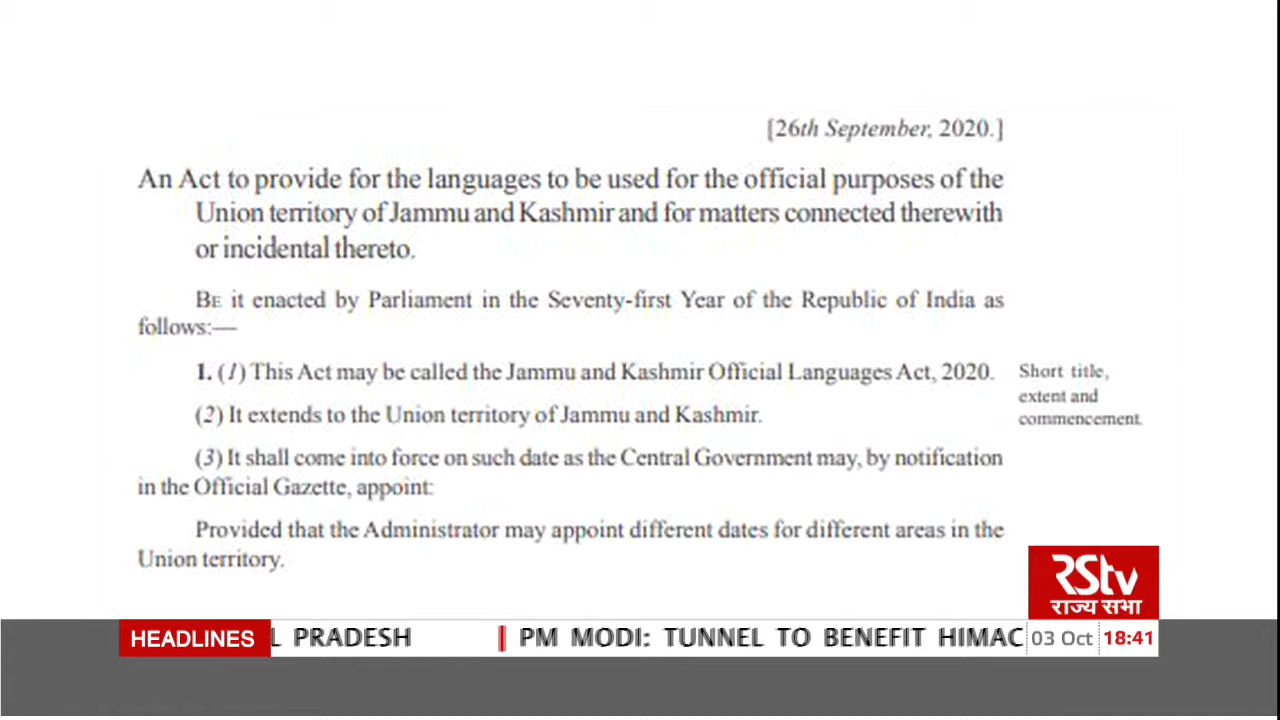 [26th September, 2020.]
An Act to provide for the languages to be used for the official purposes of the
Union territory of Jammu and Kashmir and for matters connected therewith
or incidental thereto.
BE it enacted by Parliament in the Seventy-first Year of the Republic of India as
follows:—
1. (1) This Act may be called the Jammu and Kashmir Official Languages Act, 2020.
Short title,
extent and
commencement.
(2) It extends to the Union territory of Jammu and Kashmir.
(3) It shall come into force on such date as the Central Government may, by notification
in the Official Gazette, appoint:
Provided that the Administrator may appoint different dates for different areas in the
Union territory.
RStv
राज्य सभा
HEADLINES L PRADESH | PM MODI: TUNNEL TO BENEFIT HIMAC 03 Oct 18:41